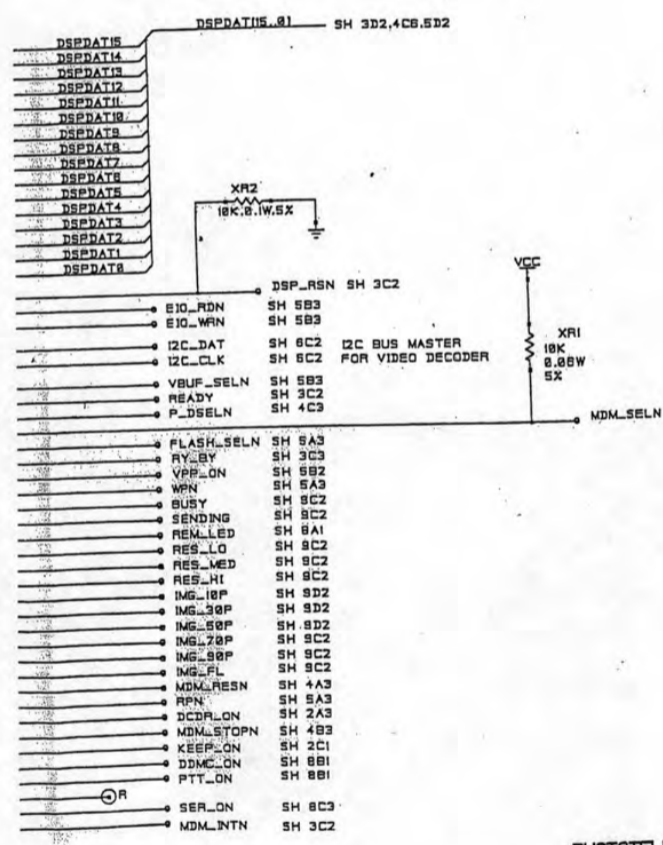 DSPDAT[15..0] SH 3D2,4C6.5D2
DSPDAT15
DSPDAT14
DSPDAT13
DSPDAT12
DSPDAT11
DSPDAT10
DSPDAT9
DSPDAT8
DSPDAT7
DSPDAT6
DSPDAT5
DSPDAT4
DSPDAT3
DSPDAT2
DSPDAT1
DSPDAT0
XR2
10K,0.1W,5%
DSP_RSN SH 3C2
VCC
XR1
10K
0.06W
5%
EIO_RDN SH 5B3
EIO_WRN SH 5B3
I2C_DAT SH 6C2 I2C BUS MASTER
I2C_CLK SH 6C2 FOR VIDEO DECODER
VBUF_SELN SH 5B3
READY SH 3C2
P_DSELN SH 4C3
MDM_SELN
FLASH_SELN SH 5A3
RY_BY SH 3C3
VPP_ON SH 5B2
WPN SH 5A3
BUSY SH 9C2
SENDING SH 9C2
REM_LED SH 8A1
RES_LO SH 9C2
RES_MED SH 9C2
RES_HI SH 9C2
IMG_10P SH 9D2
IMG_30P SH 9D2
IMG_50P SH 9D2
IMG_70P SH 9C2
IMG_90P SH 9C2
IMG_FL SH 9C2
MDM_RESN SH 4A3
RPN SH 5A3
DCDR_ON SH 2A3
MDM_STOPN SH 4B3
KEEP_ON SH 2C1
DDMC_ON SH 8B1
PTT_ON SH 8B1
R
SER_ON SH 8C3
MDM_INTN SH 3C2